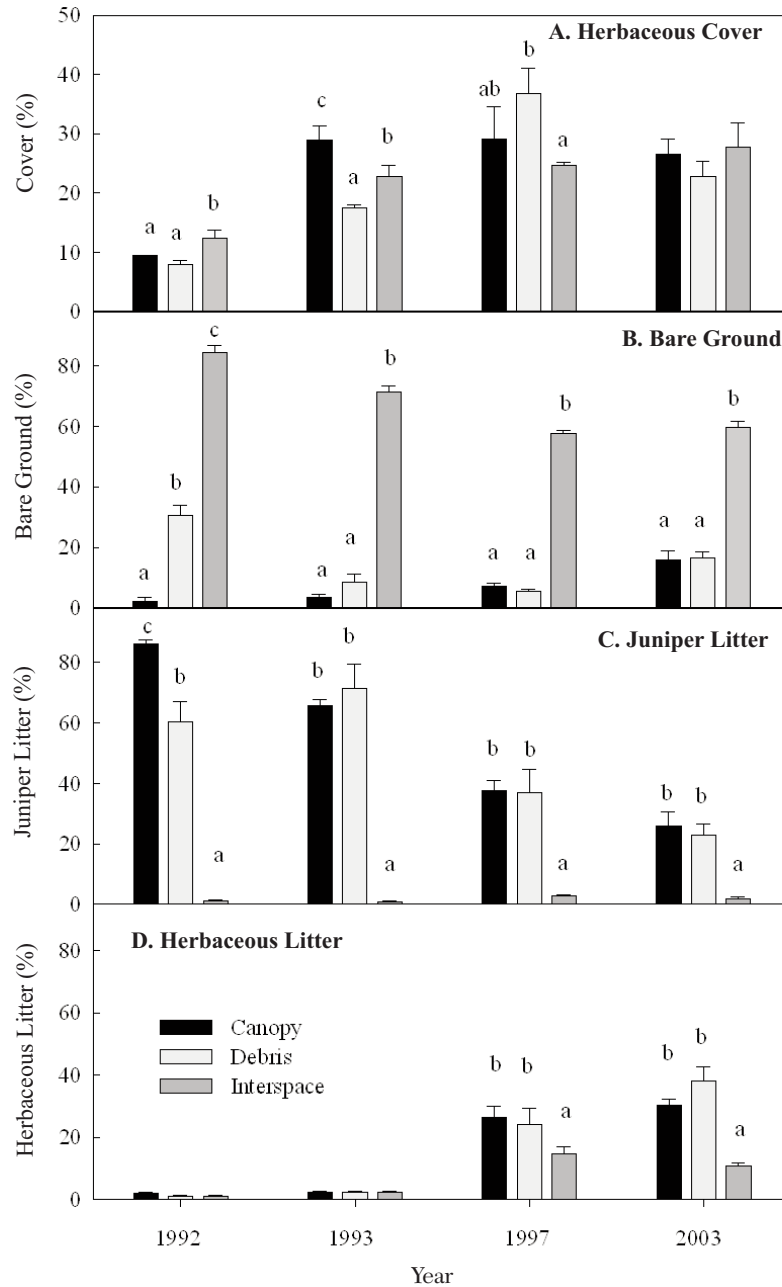 A. Herbaceous Cover
Cover (%)
50
40
30
20
10
0
a a b
c a b
ab b a
B. Bare Ground
Bare Ground (%)
80
60
40
20
0
a b c
a a b
a a b
a a b
C. Juniper Litter
Juniper Litter (%)
80
60
40
20
0
c b a
b b a
b b a
b b a
D. Herbaceous Litter
Herbaceous Litter (%)
80
60
40
20
0
Canopy
Debris
Interspace
b b a
b b a
1992 1993 1997 2003
Year